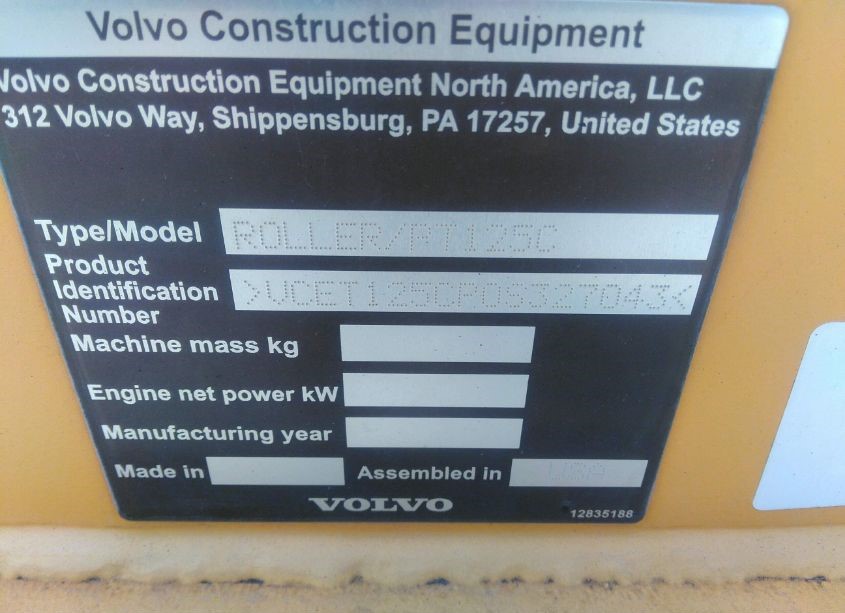 Volvo Construction Equipment
Volvo Construction Equipment North America, LLC
312 Volvo Way, Shippensburg, PA 17257, United States
Type/Model ROLLER/PT125C
Product
Identification
Number
>VCET125CP0S327043<
Machine mass kg
Engine net power kW
Manufacturing year
Made in
Assembled in USA
VOLVO
12835188